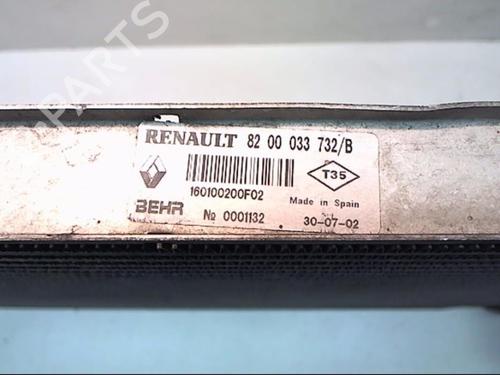 PARTS
RENAULT 82 00 033 732/B
160100200F02
T35
BEHR
№ 0001132
Made in Spain
30-07-02